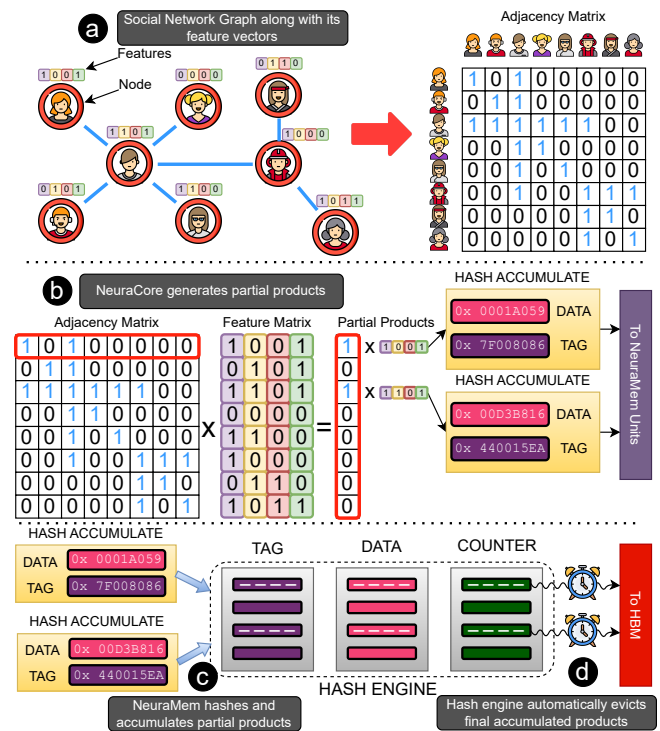 a
Social Network Graph along with its
feature vectors
Features
1 0 0 1
0 0 0 0
0 1 1 0
Node
1 1 0 1
1 0 0 0
0 1 0 1
1 1 0 0
1 0 1 1
Adjacency Matrix
1 0 1 0 0 0 0 0
0 1 1 0 0 0 0 0
1 1 1 1 1 1 0 0
0 0 1 1 0 0 0 0
0 0 1 0 1 0 0 0
0 0 1 0 0 1 1 1
0 0 0 0 0 1 1 0
0 0 0 0 0 1 0 1
b
NeuraCore generates partial products
Adjacency Matrix
1 0 1 0 0 0 0 0
0 1 1 0 0 0 0 0
1 1 1 1 1 1 0 0
0 0 1 1 0 0 0 0
0 0 1 0 1 0 0 0
0 0 1 0 0 1 1 1
0 0 0 0 0 1 1 0
0 0 0 0 0 1 0 1
X
Feature Matrix
1 0 0 1
0 1 0 1
1 1 0 1
0 0 0 0
1 1 0 0
1 0 0 0
0 1 1 0
1 0 1 1
=
Partial Products
1
0
1
0
0
0
0
0
X 1 0 0 1
X 1 1 0 1
HASH ACCUMULATE
0x 0001A059 DATA
0x 7F008086 TAG
HASH ACCUMULATE
0x 00D3B816 DATA
0x 440015EA TAG
To NeuraMem Units
HASH ACCUMULATE
DATA 0x 0001A059
TAG 0x 7F008086
HASH ACCUMULATE
DATA 0x 00D3B816
TAG 0x 440015EA
TAG
DATA
COUNTER
HASH ENGINE
To HBM
c
NeuraMem hashes and
accumulates partial products
d
Hash engine automatically evicts
final accumulated products